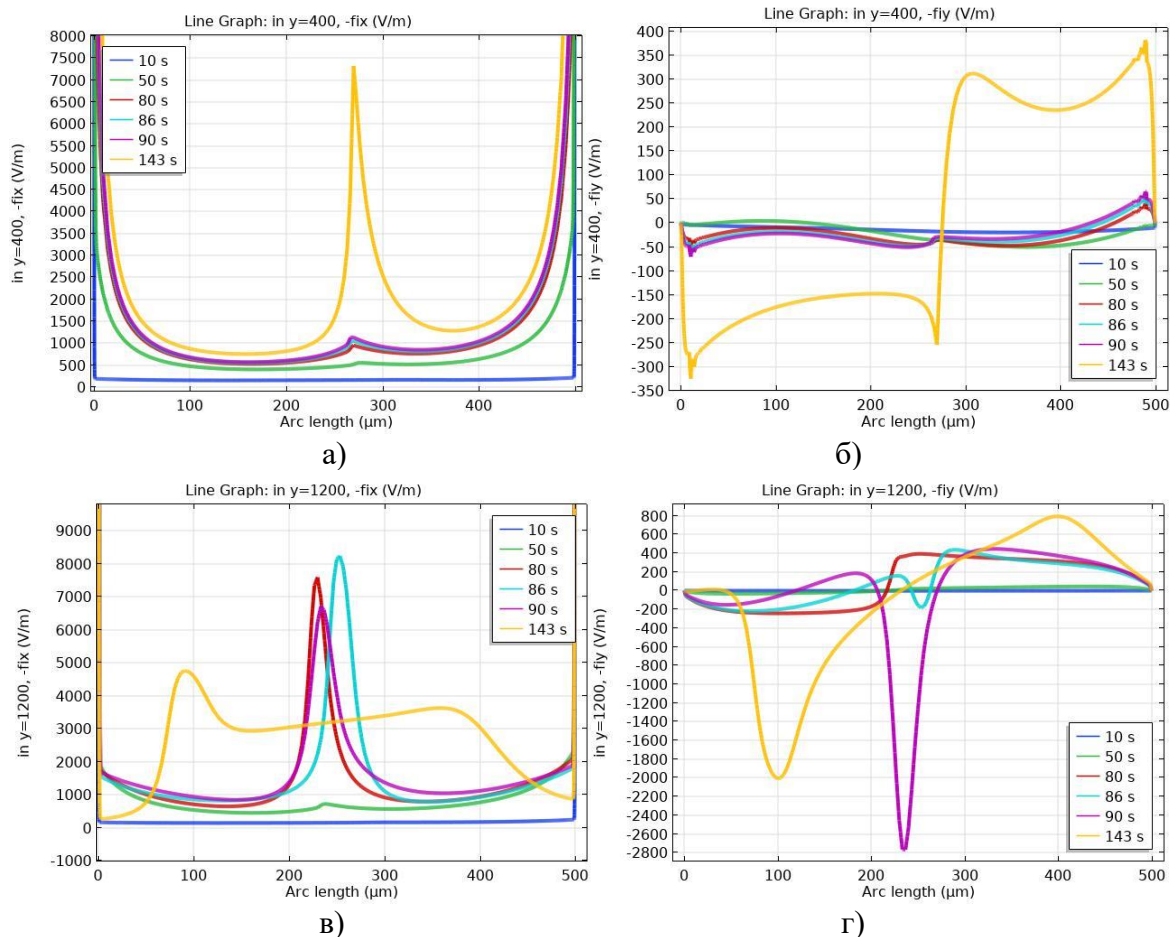 Line Graph: in y=400, -fix (V/m)
in y=400, -fix (V/m)
8000
7500
7000
6500
6000
5500
5000
4500
4000
3500
3000
2500
2000
1500
1000
500
0
10 s
50 s
80 s
86 s
90 s
143 s
0 100 200 300 400
Arc length (µm)
а)
Line Graph: in y=400, -fiy (V/m)
in y=400, -fiy (V/m)
400
350
300
250
200
150
100
50
0
-50
-100
-150
-200
-250
-300
-350
10 s
50 s
80 s
86 s
90 s
143 s
0 100 200 300 400 500
Arc length (µm)
б)
Line Graph: in y=1200, -fix (V/m)
in y=1200, -fix (V/m)
9000
8000
7000
6000
5000
4000
3000
2000
1000
0
-1000
10 s
50 s
80 s
86 s
90 s
143 s
0 100 200 300 400 500
Arc length (µm)
в)
Line Graph: in y=1200, -fiy (V/m)
in y=1200, -fiy (V/m)
800
600
400
200
0
-200
-400
-600
-800
-1000
-1200
-1400
-1600
-1800
-2000
-2200
-2400
-2600
-2800
10 s
50 s
80 s
86 s
90 s
143 s
0 100 200 300 400 500
Arc length (µm)
г)